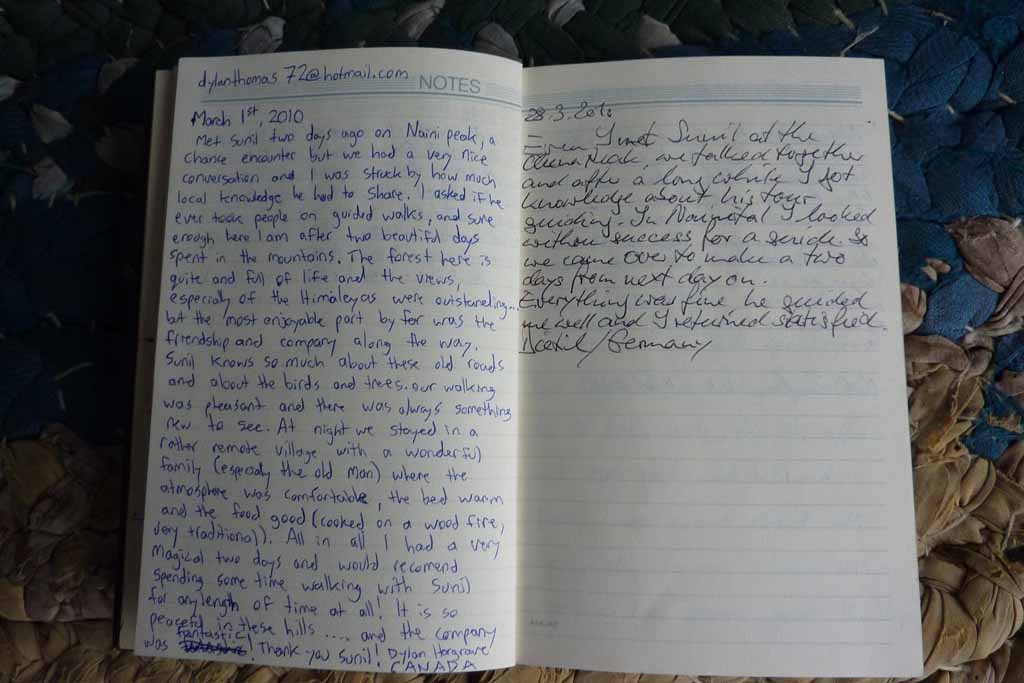 dylanthomas 72@hotmail.com
NOTES
March 1st, 2010
Met Sunil two days ago on Naini peak, a
chance encounter but we had a very nice
conversation and I was struck by how much
local knowledge he had to share. I asked if he
ever took people on guided walks, and sure
enough here I am after two beautiful days
spent in the mountains. The forest here is
quite and full of life and the views,
especially of the Himalayas were outstanding...
but the most enjoyable part by far was the
friendship and company along the way.
Sunil knows so much about these old roads
and about the birds and trees. our walking
was pleasant and there was always something
new to see. At night we stayed in a
rather remote village with a wonderful
family (especially the old man) where the
atmosphere was comfortable, the bed warm
and the food good (cooked on a wood fire,
very traditional). All in all I had a very
magical two days and would recomend
spending some time walking with Sunil
for any length of time at all! It is so
peaceful in these hills .... and the company
was fantastic! Thank you Sunil! Dylan Hargrave
CANADA
28.3.2010
I met Sunil at the
Peak, we talked together
and after a long while I got
knowledge about his tour
guiding. In Nainital I looked
without success for a guide. So
we came over to make a two
days from next day on.
Everything was fine he guided
me well and I returned satisfied.
/Germany